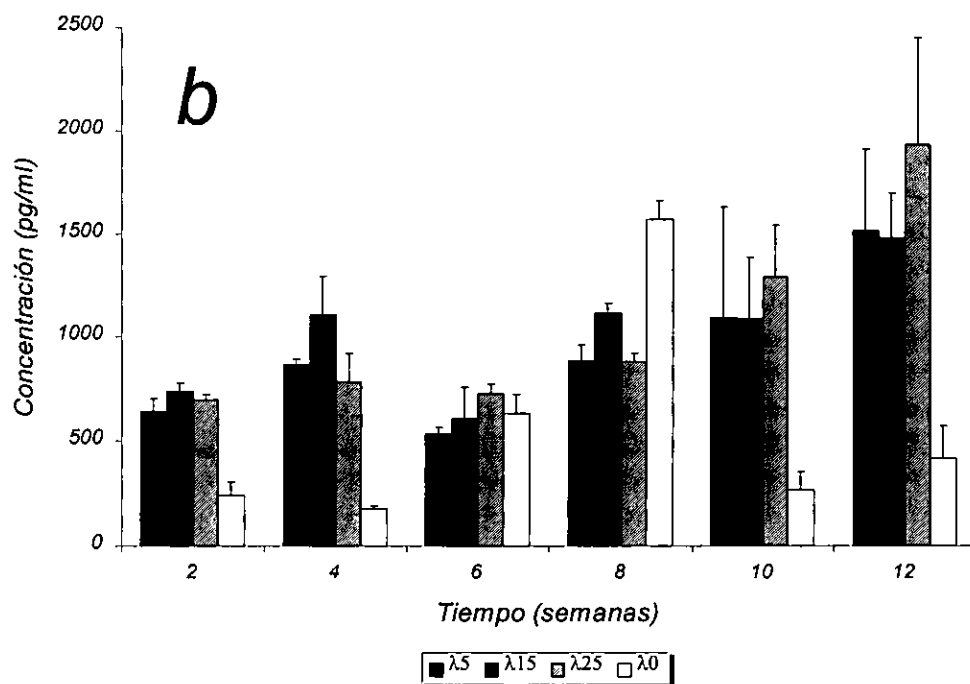 2500
b
2000
1500
1000
500
0
Concentración (pg/ml)
2 4 6 8 10 12
Tiempo (semanas)
λ5 λ15 λ25 λ0